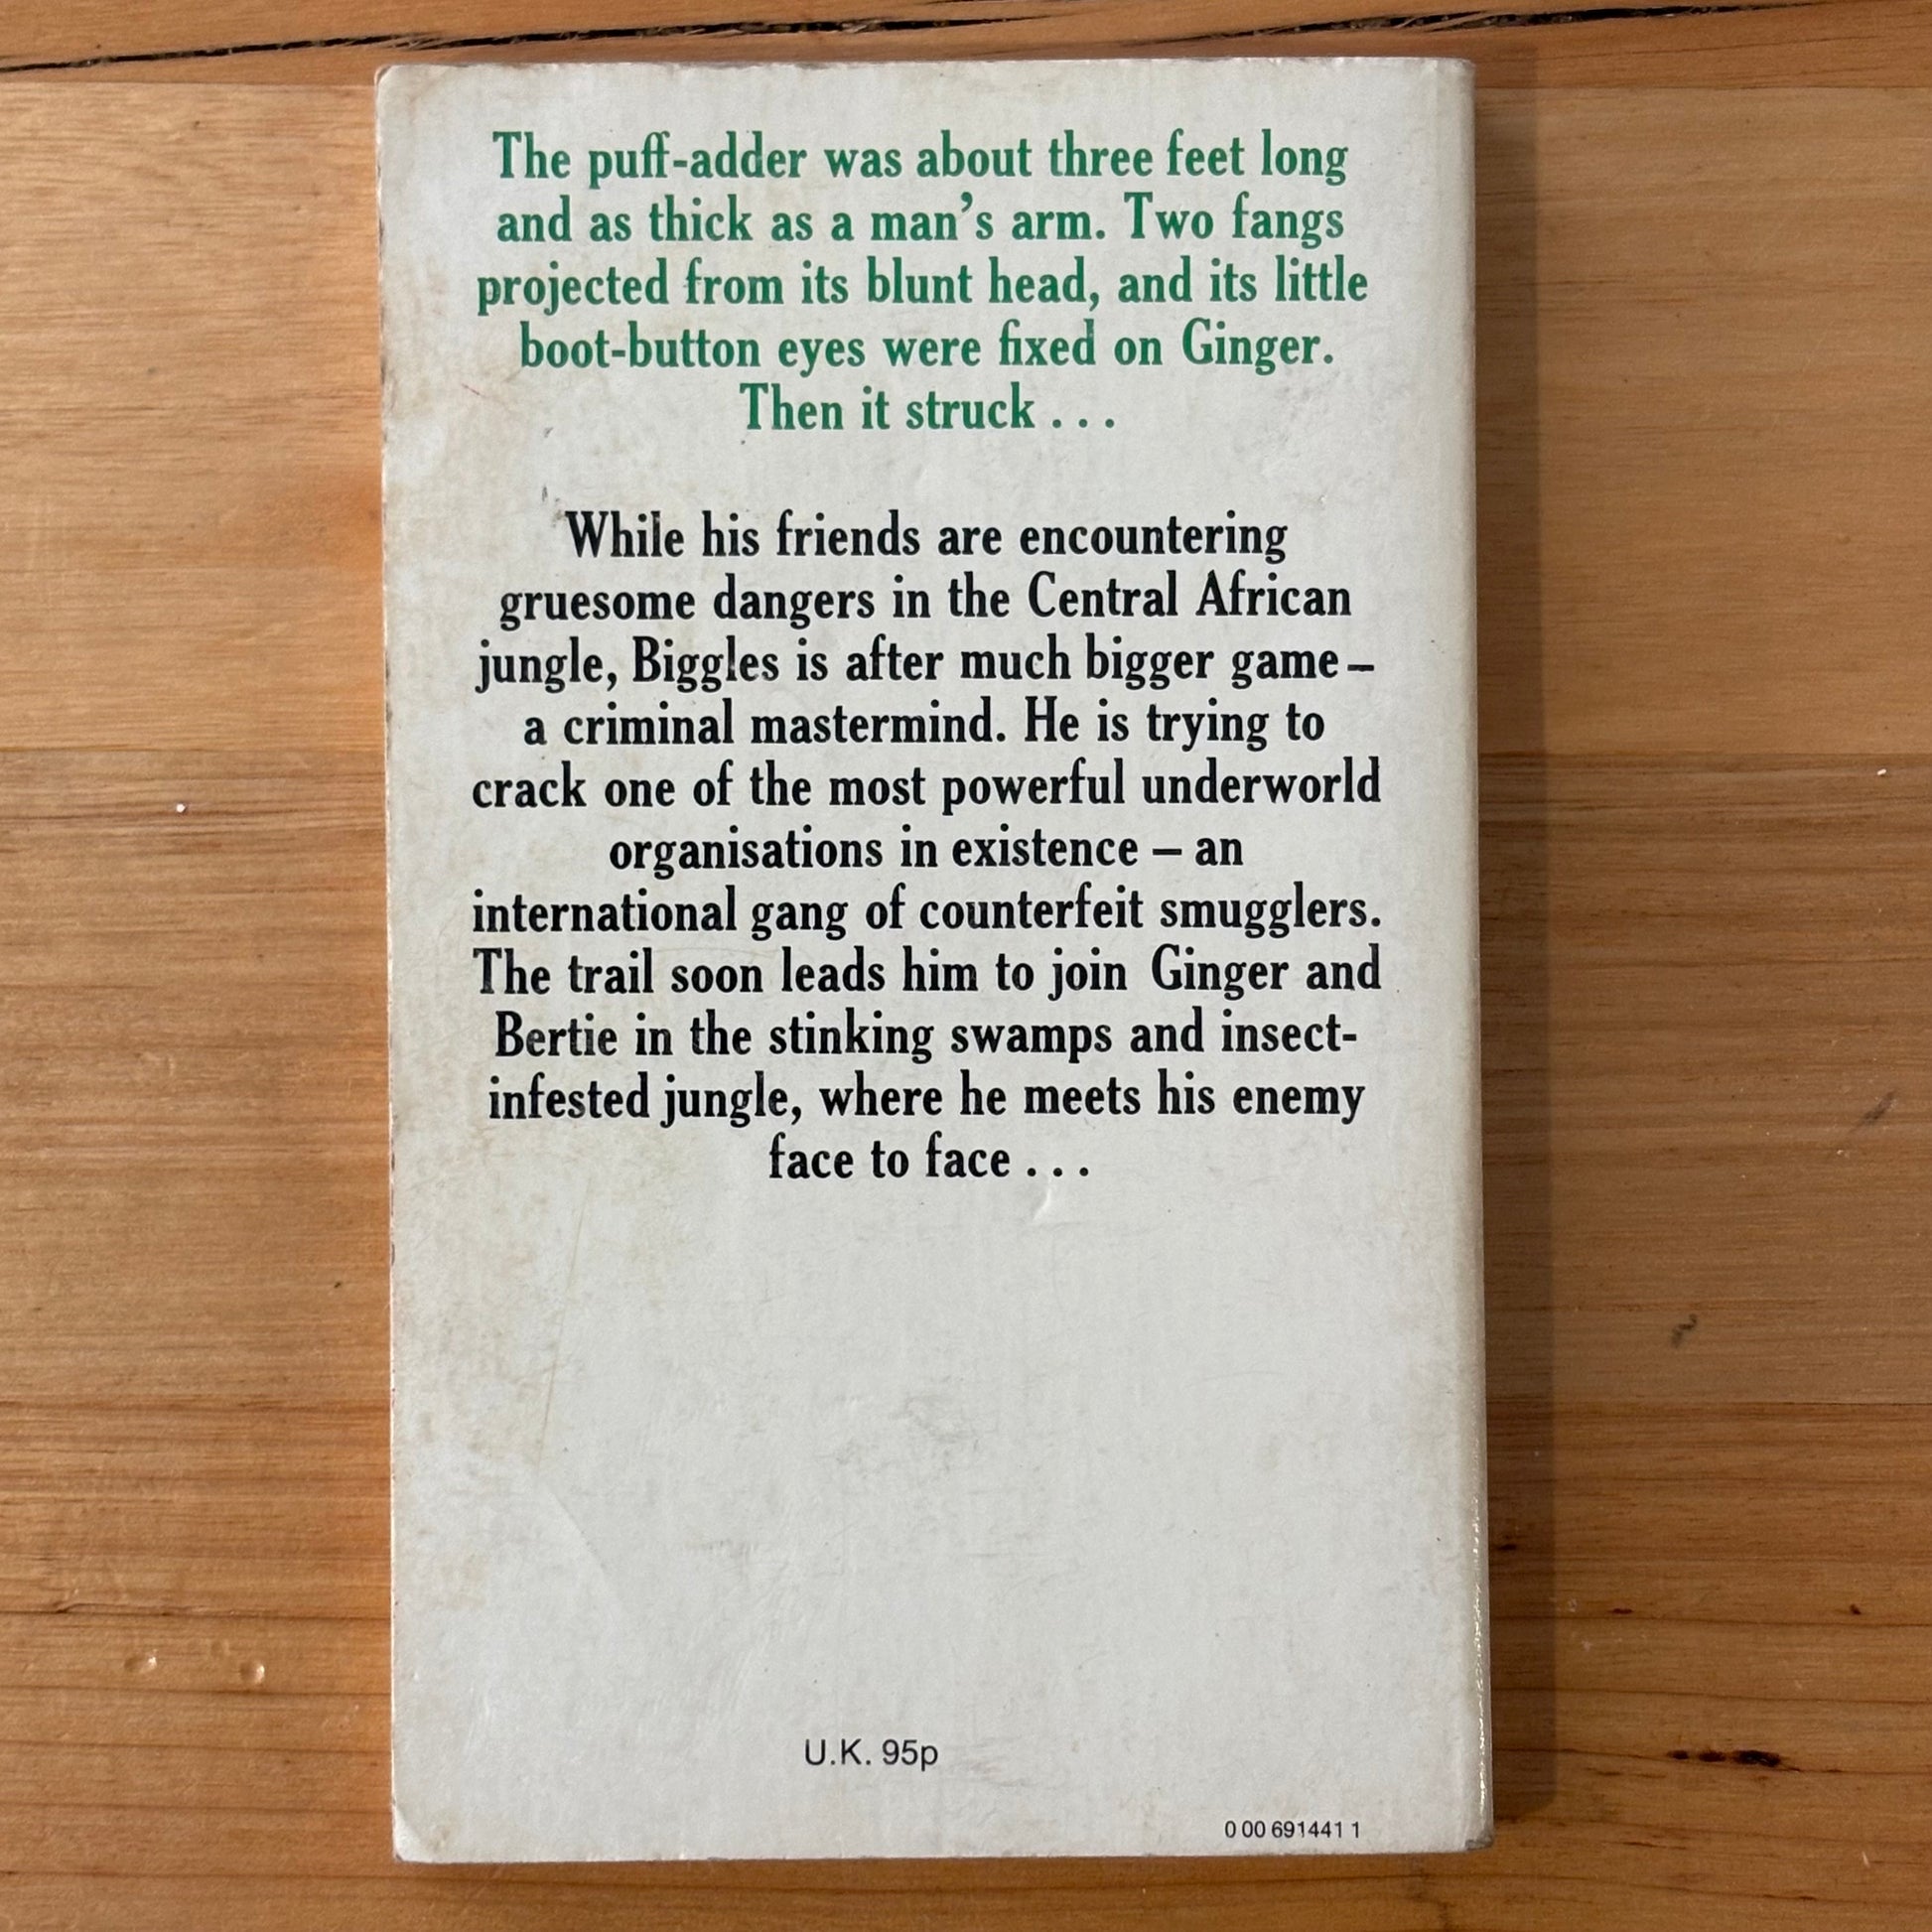 The puff-adder was about three feet long
and as thick as a man's arm. Two fangs
projected from its blunt head, and its little
boot-button eyes were fixed on Ginger.
Then it struck . . .
While his friends are encountering
gruesome dangers in the Central African
jungle, Biggles is after much bigger game –
a criminal mastermind. He is trying to
crack one of the most powerful underworld
organisations in existence – an
international gang of counterfeit smugglers.
The trail soon leads him to join Ginger and
Bertie in the stinking swamps and insect-
infested jungle, where he meets his enemy
face to face . . .
U.K. 95p
0 00 691441 1